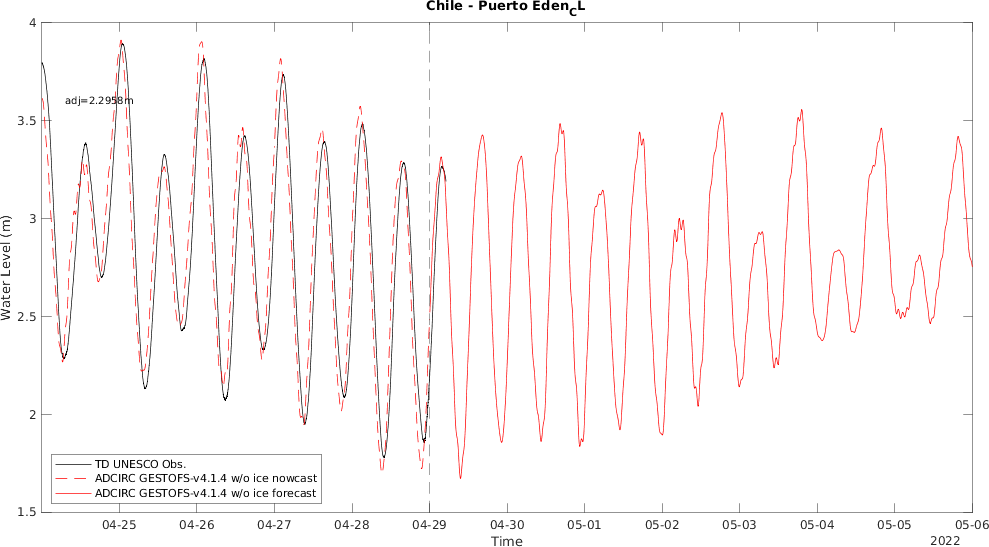 Chile - Puerto Eden_CL
4
3.5
3
2.5
2
1.5
Water Level (m)
adj=2.2958m
TD UNESCO Obs.
ADCIRC GESTOFS-v4.1.4 w/o ice nowcast
ADCIRC GESTOFS-v4.1.4 w/o ice forecast
04-25 04-26 04-27 04-28 04-29 04-30 05-01 05-02 05-03 05-04 05-05 05-06
Time
2022